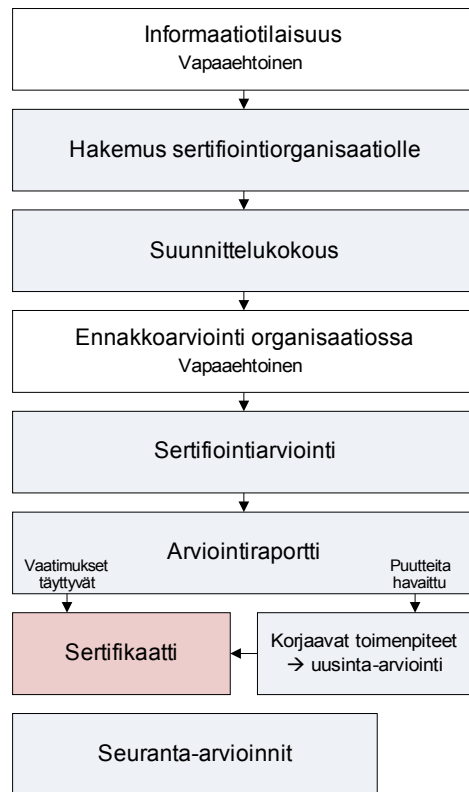 Informaatiotilaisuus
Vapaaehtoinen
Hakemus sertifiointiorganisaatiolle
Suunnittelukokous
Ennakkoarviointi organisaatiossa
Vapaaehtoinen
Sertifiointiarviointi
Arviointiraportti
Vaatimukset
täyttyvät
Puutteita
havaittu
Sertifikaatti
Korjaavat toimenpiteet
→ uusinta-arviointi
Seuranta-arvioinnit